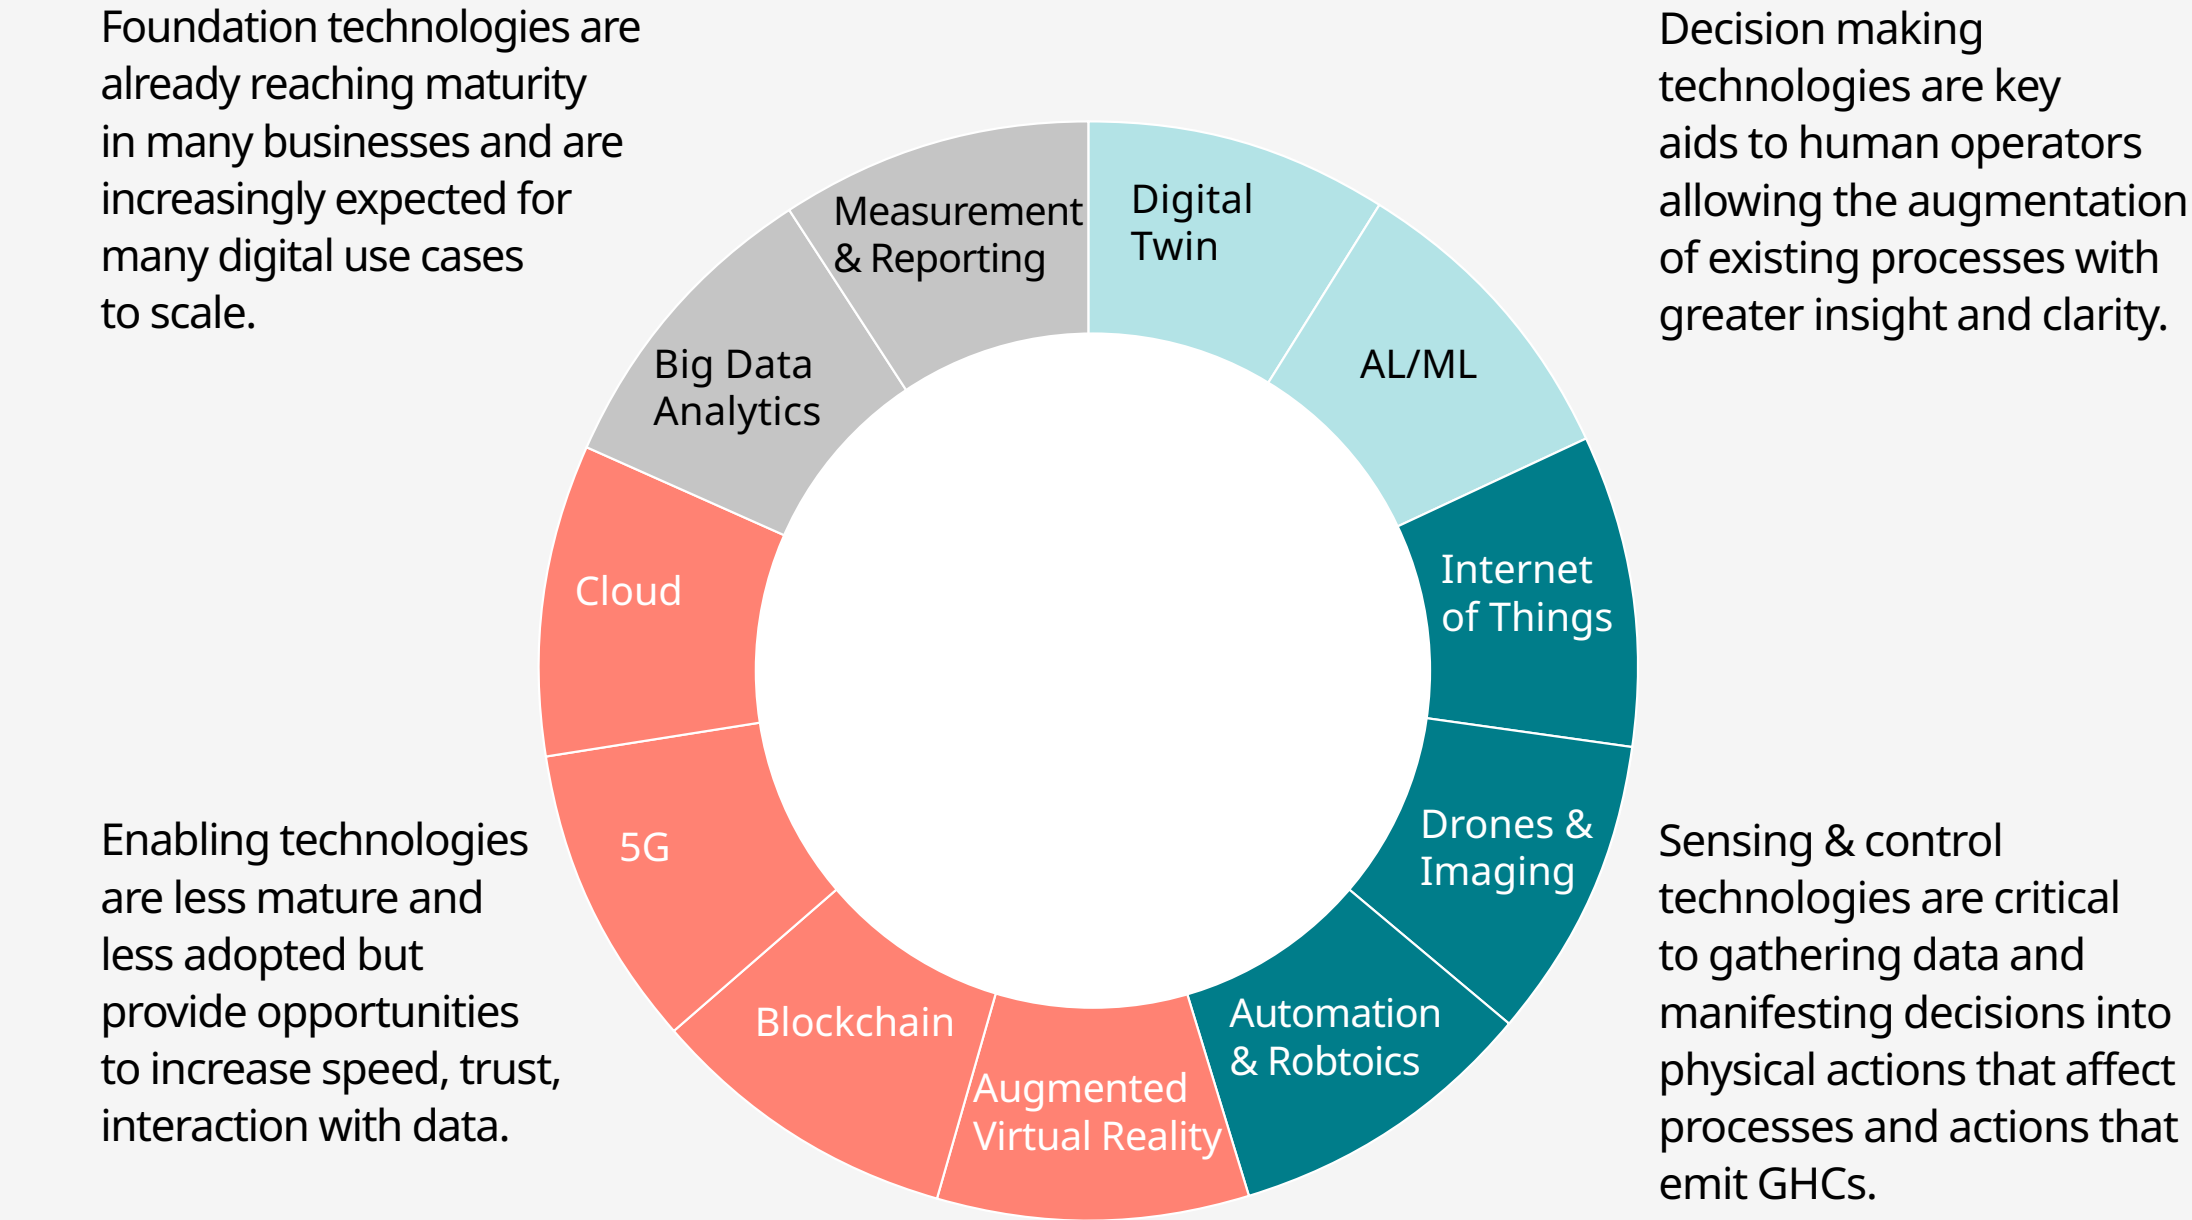 Foundation technologies are
already reaching maturity
in many businesses and are
increasingly expected for
many digital use cases
to scale.
Decision making
technologies are key
aids to human operators
allowing the augmentation
of existing processes with
greater insight and clarity.
Measurement
& Reporting
Digital
Twin
Big Data
Analytics
AL/ML
Cloud
Internet
of Things
5G
Drones &
Imaging
Blockchain
Automation
& Robtoics
Augmented
Virtual Reality
Enabling technologies
are less mature and
less adopted but
provide opportunities
to increase speed, trust,
interaction with data.
Sensing & control
technologies are critical
to gathering data and
manifesting decisions into
physical actions that affect
processes and actions that
emit GHCs.